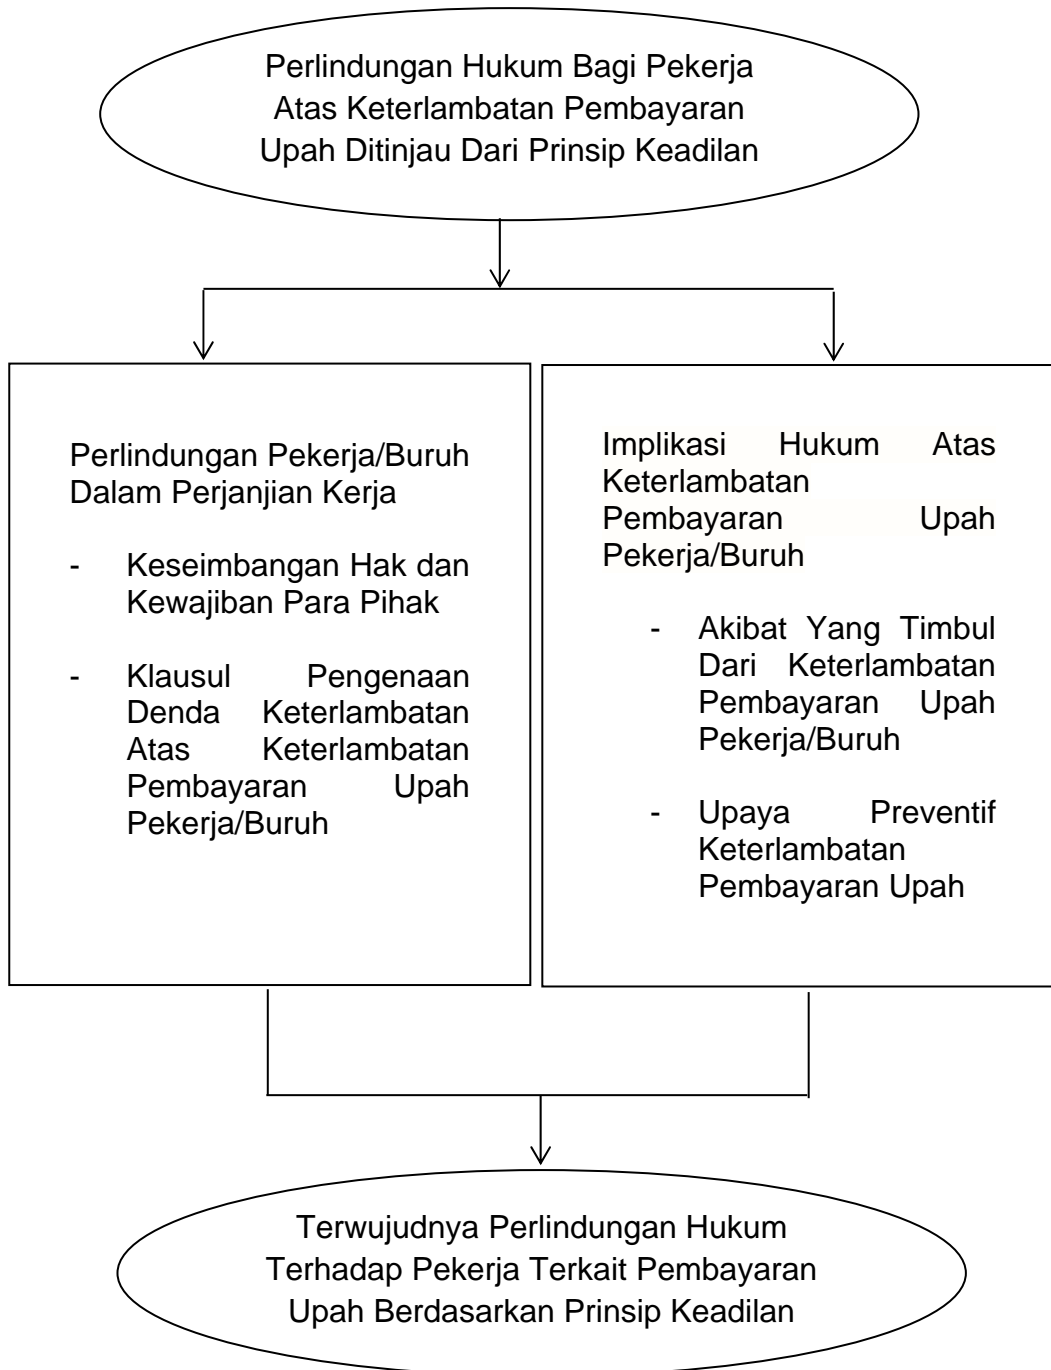 Perlindungan Hukum Bagi Pekerja
Atas Keterlambatan Pembayaran
Upah Ditinjau Dari Prinsip Keadilan
Perlindungan Pekerja/Buruh
Dalam Perjanjian Kerja
- Keseimbangan Hak dan
Kewajiban Para Pihak
- Klausul Pengenaan
Denda Keterlambatan
Atas Keterlambatan
Pembayaran Upah
Pekerja/Buruh
Implikasi Hukum Atas
Keterlambatan
Pembayaran Upah
Pekerja/Buruh
- Akibat Yang Timbul
Dari Keterlambatan
Pembayaran Upah
Pekerja/Buruh
- Upaya Preventif
Keterlambatan
Pembayaran Upah
Terwujudnya Perlindungan Hukum
Terhadap Pekerja Terkait Pembayaran
Upah Berdasarkan Prinsip Keadilan